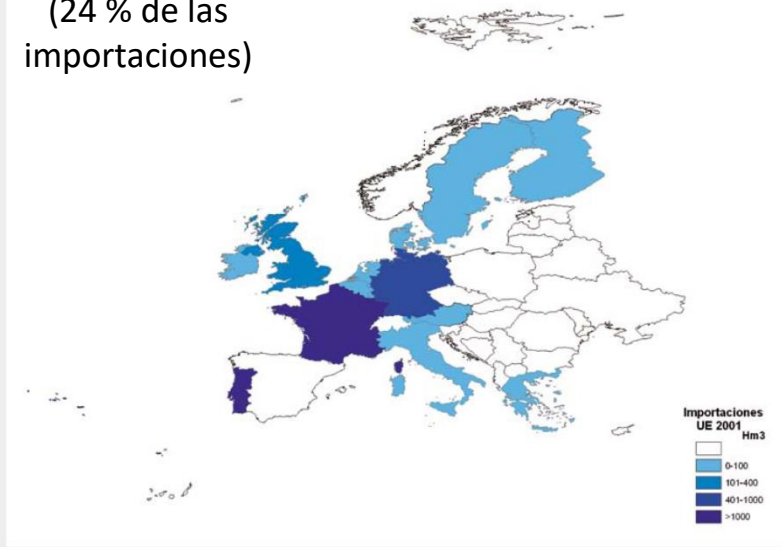 (24 % de las
importaciones)
Importaciones
UE 2001
Hm3
0-100
101-400
401-1000
>1000